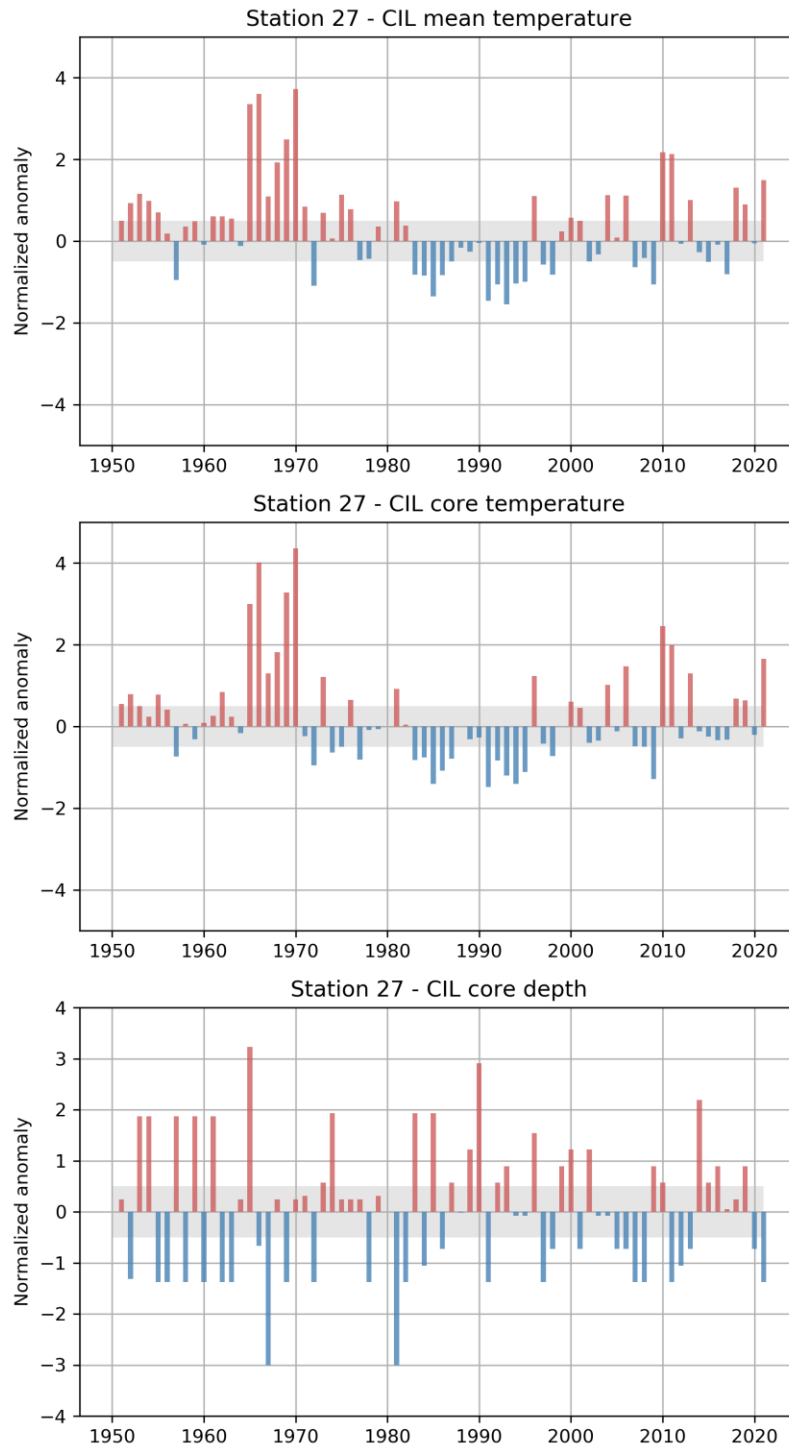 Station 27 - CIL mean temperature
Normalized anomaly
4
2
0
−2
−4
1950 1960 1970 1980 1990 2000 2010 2020
Station 27 - CIL core temperature
Normalized anomaly
4
2
0
−2
−4
1950 1960 1970 1980 1990 2000 2010 2020
Station 27 - CIL core depth
Normalized anomaly
4
3
2
1
0
−1
−2
−3
−4
1950 1960 1970 1980 1990 2000 2010 2020